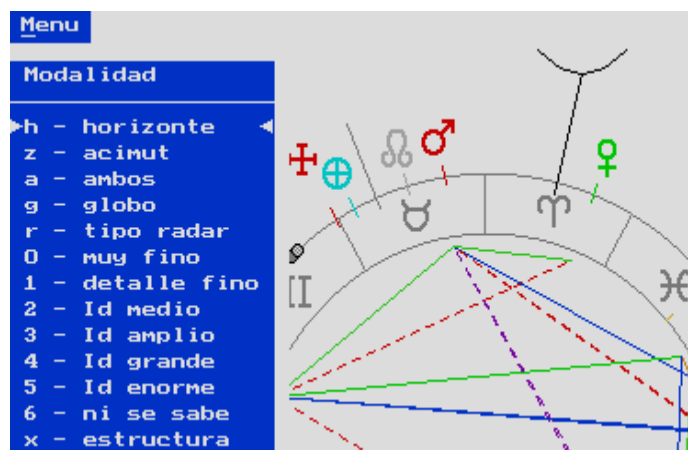 Menu
Modalidad
h - horizonte
z - acimut
a - ambos
g - globo
r - tipo radar
0 - muy fino
1 - detalle fino
2 - Id medio
3 - Id amplio
4 - Id grande
5 - Id enorme
6 - ni se sabe
x - estructura